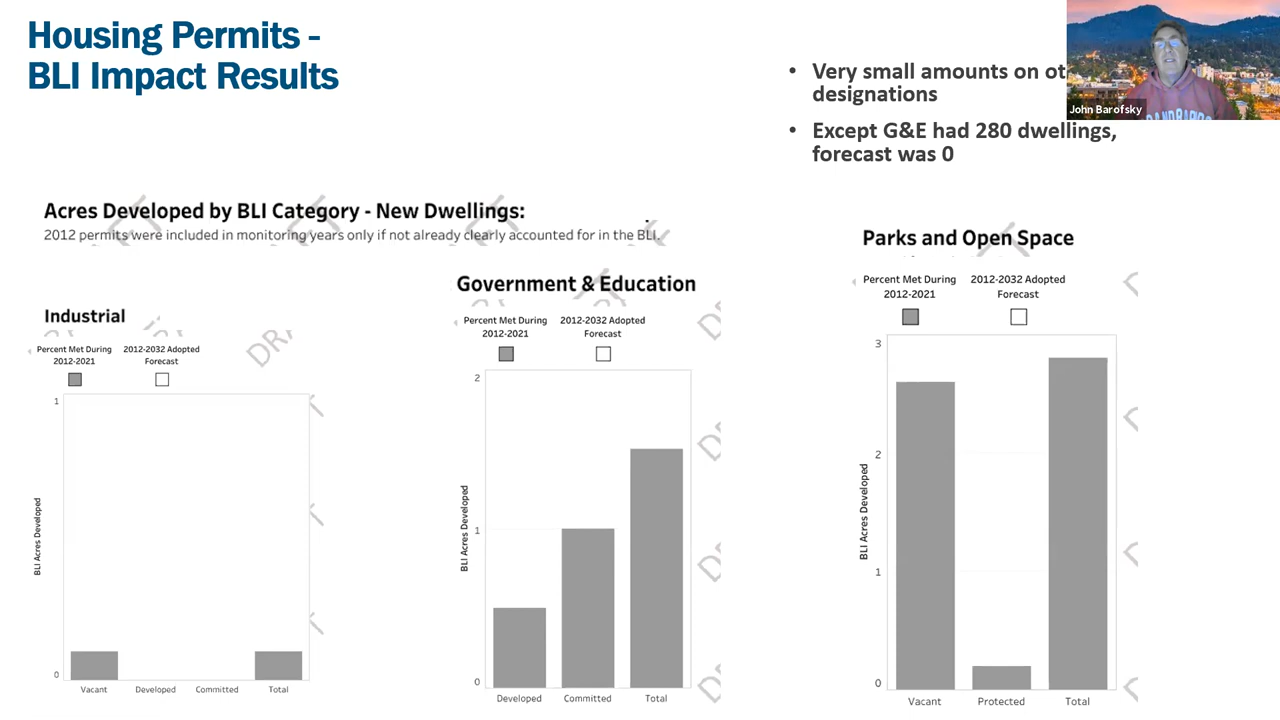 Housing Permits -
BLI Impact Results
• Very small amounts on
designations
• Except G&E had 280 dwellings,
forecast was 0
John Barofsky
Acres Developed by BLI Category - New Dwellings:
2012 permits were included in monitoring years only if not already clearly accounted for in the BLI.
Industrial
Percent Met During
2012-2021
2012-2032 Adopted
Forecast
1
0
BLI Acres Developed
Vacant
Developed
Committed
Total
Government & Education
Percent Met During
2012-2021
2012-2032 Adopted
Forecast
2
1
0
BLI Acres Developed
Developed
Committed
Total
Parks and Open Space
Percent Met During
2012-2021
2012-2032 Adopted
Forecast
3
2
1
0
BLI Acres Developed
Vacant
Protected
Total